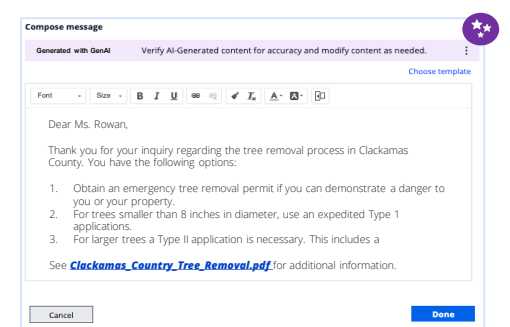 Compose message
Generated with GenAI
Verify AI-Generated content for accuracy and modify content as needed.
Choose template
Font
Size
B I U
Dear Ms. Rowan,
Thank you for your inquiry regarding the tree removal process in Clackamas
County. You have the following options:
1. Obtain an emergency tree removal permit if you can demonstrate a danger to
you or your property.
2. For trees smaller than 8 inches in diameter, use an expedited Type 1
applications.
3. For larger trees a Type II application is necessary. This includes a
See Clackamas_Country_Tree_Removal.pdf for additional information.
Cancel
Done